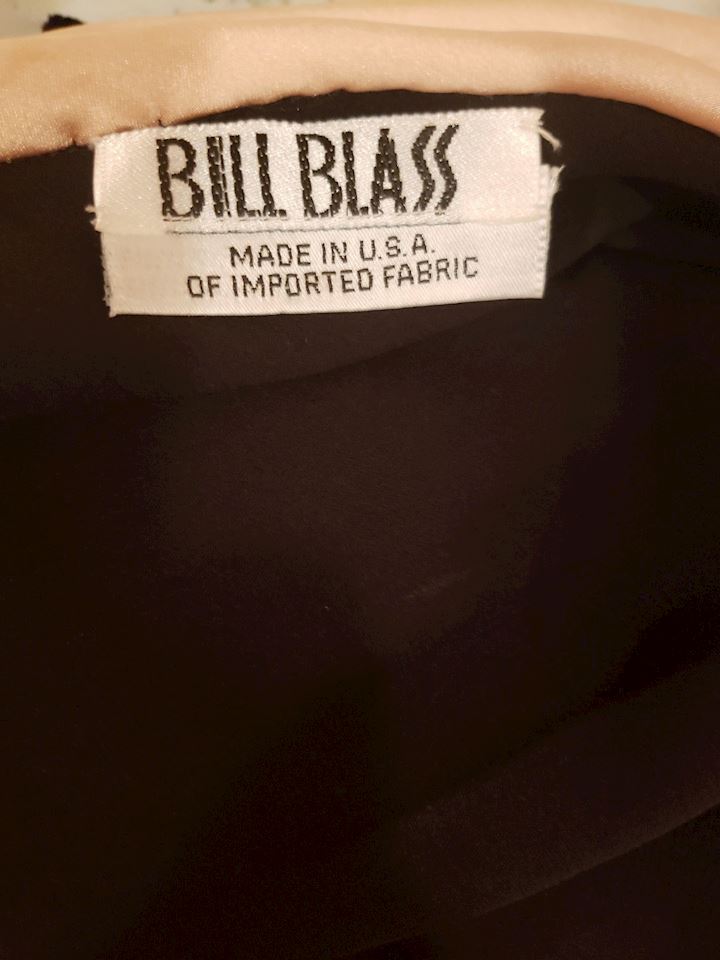 BILL BLASS
MADE IN U.S.A.
OF IMPORTED FABRIC